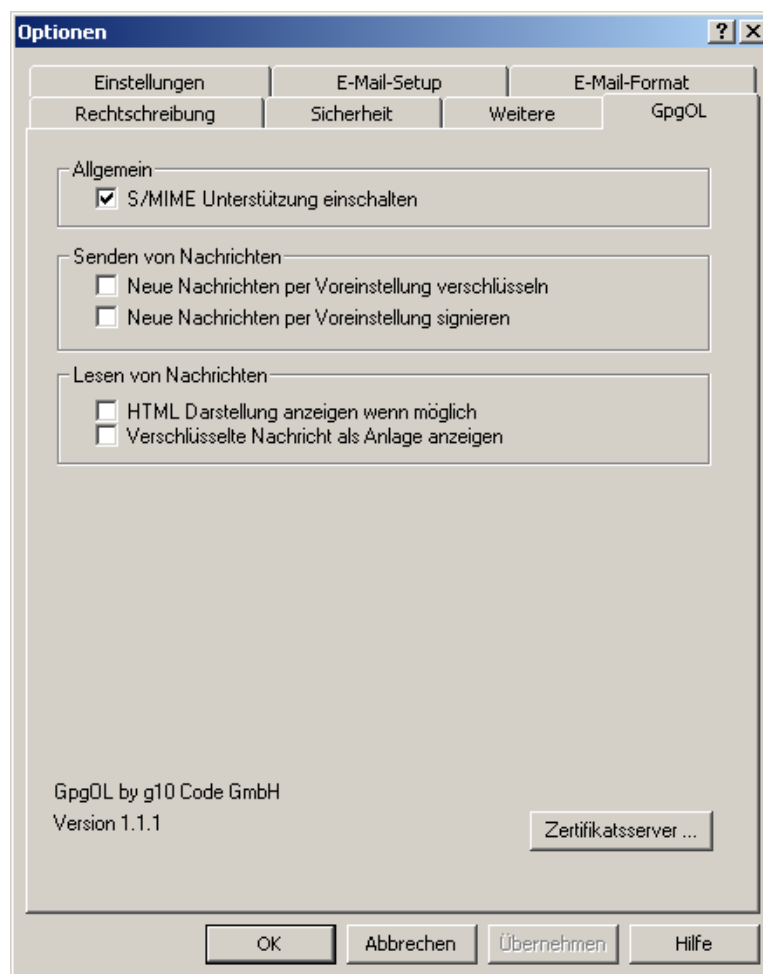 Optionen
Einstellungen
E-Mail-Setup
E-Mail-Format
Rechtschreibung
Sicherheit
Weitere
GpgOL
Allgemein
S/MIME Unterstützung einschalten
Senden von Nachrichten
Neue Nachrichten per Voreinstellung verschlüsseln
Neue Nachrichten per Voreinstellung signieren
Lesen von Nachrichten
HTML Darstellung anzeigen wenn möglich
Verschlüsselte Nachricht als Anlage anzeigen
GpgOL by g10 Code GmbH
Version 1.1.1
Zertifikatsserver ...
OK
Abbrechen
Übernehmen
Hilfe